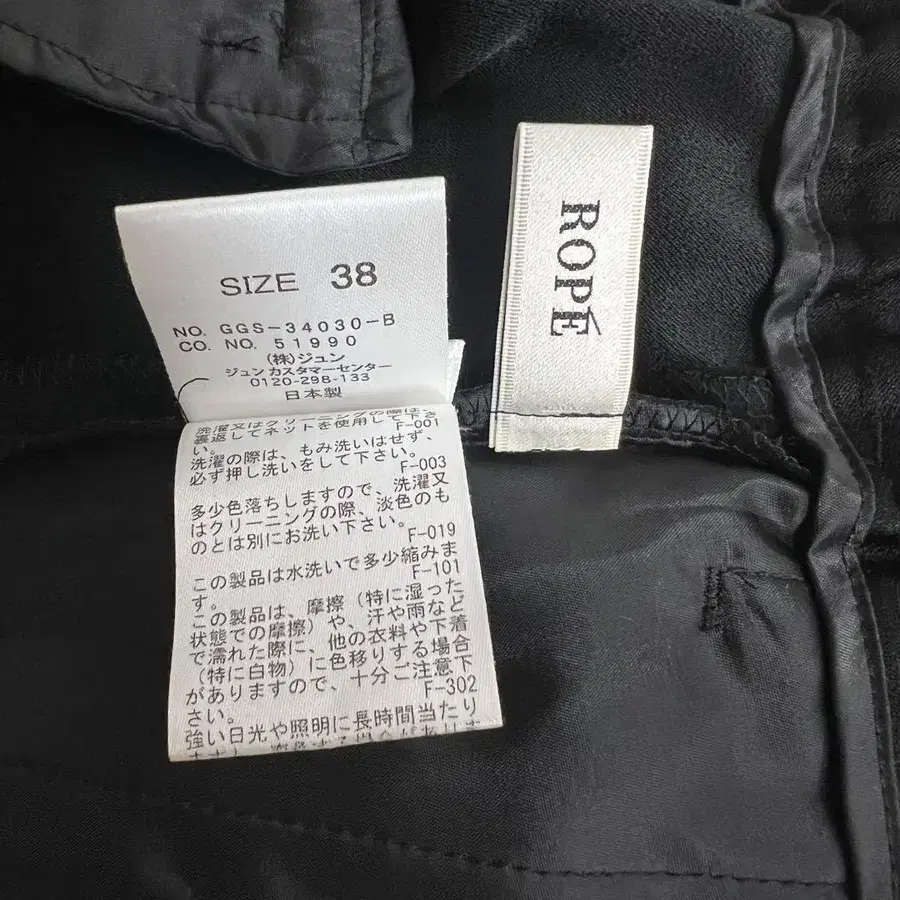 SIZE 38
NO. GGS-34030-B
CO. NO. 51990
(株)ジュン
ジュン カスタマーセンター
0120-298-133
日本製
洗濯又はクリーニングの際は
裏返してネットを使用して下さ
い。 F-001
洗濯の際は、もみ洗いはせず、
必ず押し洗いをして下さい。
F-003
多少色落ちしますので、洗濯又
はクリーニングの際、淡色のも
のとは別にお洗い下さい。
F-019
この製品は水洗いで多少縮みま
す。 F-101
この製品は、摩擦(特に湿った
状態での摩擦)や、汗や雨など
で濡れた際に、他の衣料や下着
(特に白物)に色移りする場合
がありますので、十分ご注意下
さい。 F-302
強い日光や照明に長時間当たり
ROPÉ